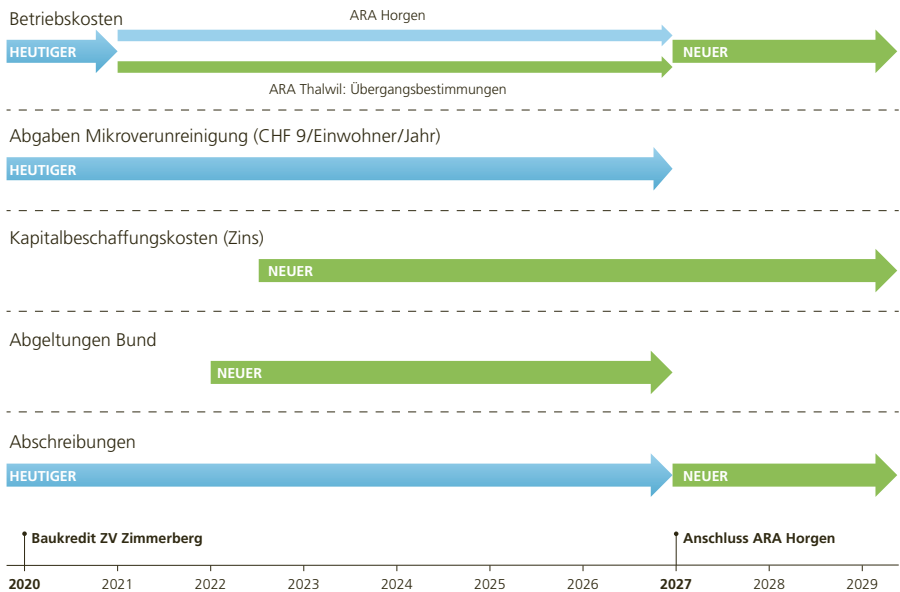 Betriebskosten
ARA Horgen
HEUTIGER
NEUER
ARA Thalwil: Übergangsbestimmungen
Abgaben Mikroverunreinigung (CHF 9/Einwohner/Jahr)
HEUTIGER
Kapitalbeschaffungskosten (Zins)
NEUER
Abgeltungen Bund
NEUER
Abschreibungen
HEUTIGER
NEUER
Baukredit ZV Zimmerberg
Anschluss ARA Horgen
2020 2021 2022 2023 2024 2025 2026 2027 2028 2029